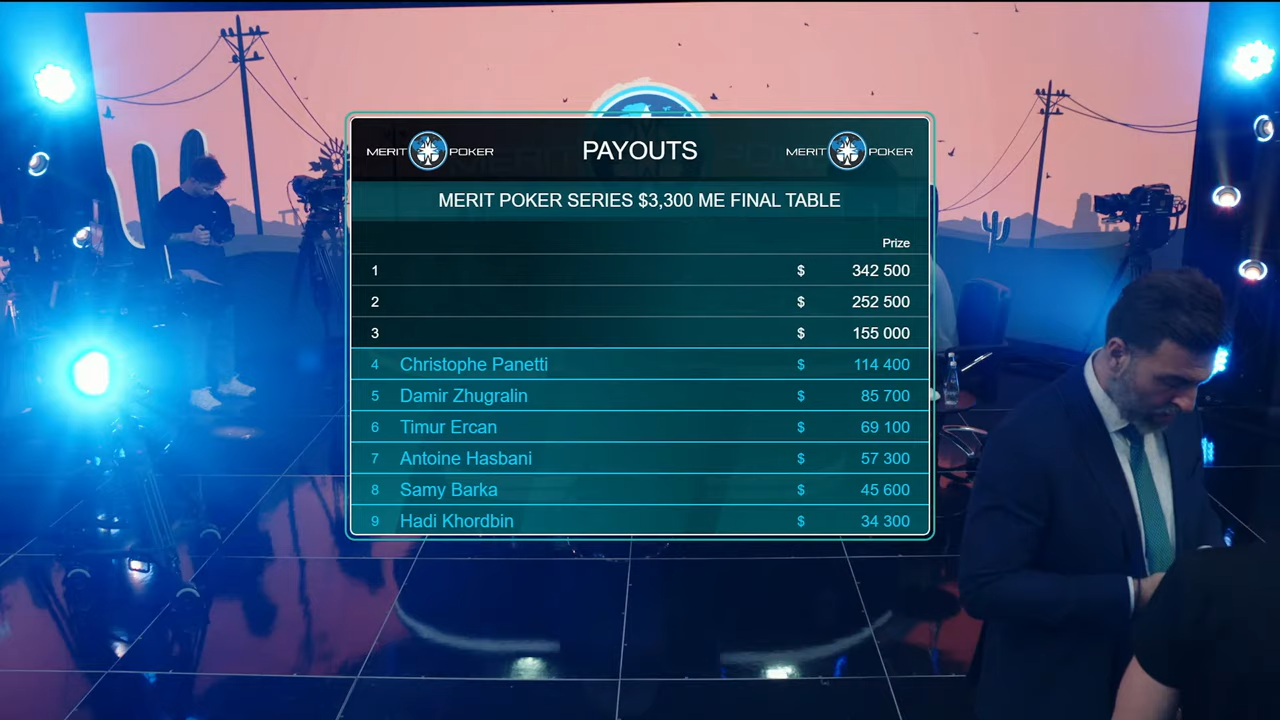 MERIT POKER PAYOUTS MERIT POKER
MERIT POKER SERIES $3,300 ME FINAL TABLE
Prize
1 $ 342 500
2 $ 252 500
3 $ 155 000
4 Christophe Panetti $ 114 400
5 Damir Zhugralin $ 85 700
6 Timur Ercan $ 69 100
7 Antoine Hasbani $ 57 300
8 Samy Barka $ 45 600
9 Hadi Khordbin $ 34 300